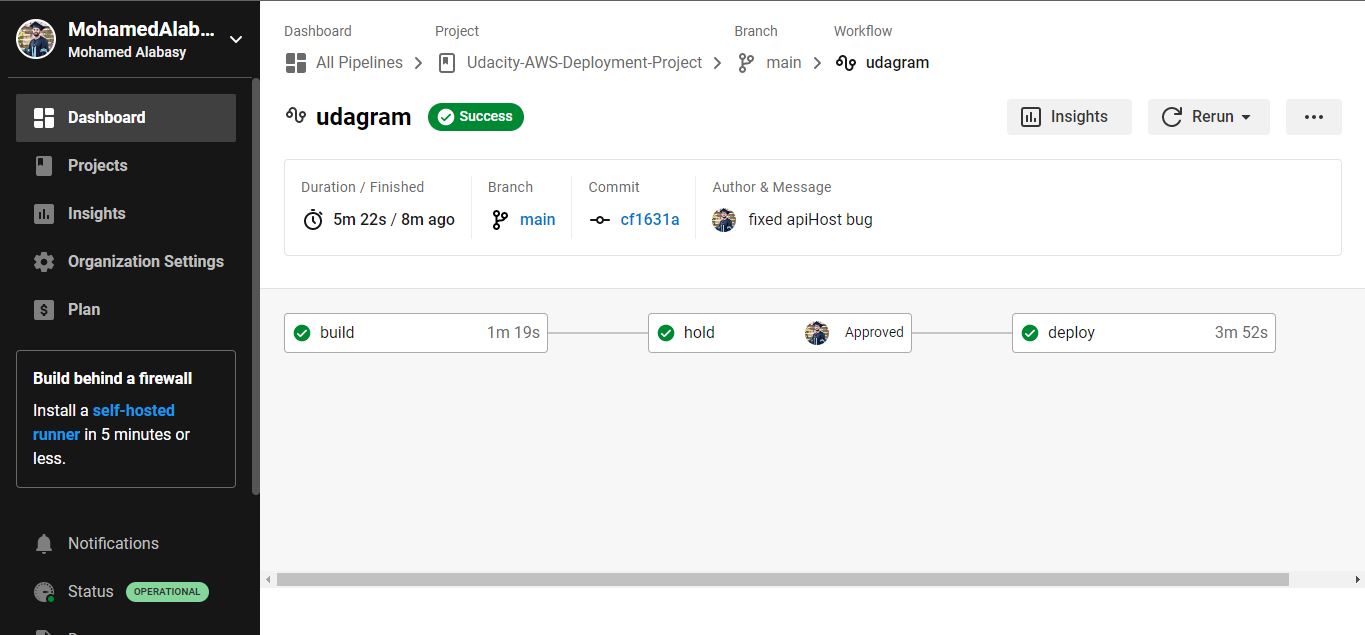 MohamedAlab...
Mohamed Alabasy
Dashboard
Projects
Insights
Organization Settings
Plan
Build behind a firewall
Install a self-hosted
runner in 5 minutes or
less.
Notifications
Status OPERATIONAL
Dashboard Project Branch Workflow
All Pipelines Udacity-AWS-Deployment-Project main udagram
udagram Success Insights Rerun
Duration / Finished Branch Commit Author & Message
5m 22s / 8m ago main cf1631a fixed apiHost bug
build 1m 19s hold Approved deploy 3m 52s